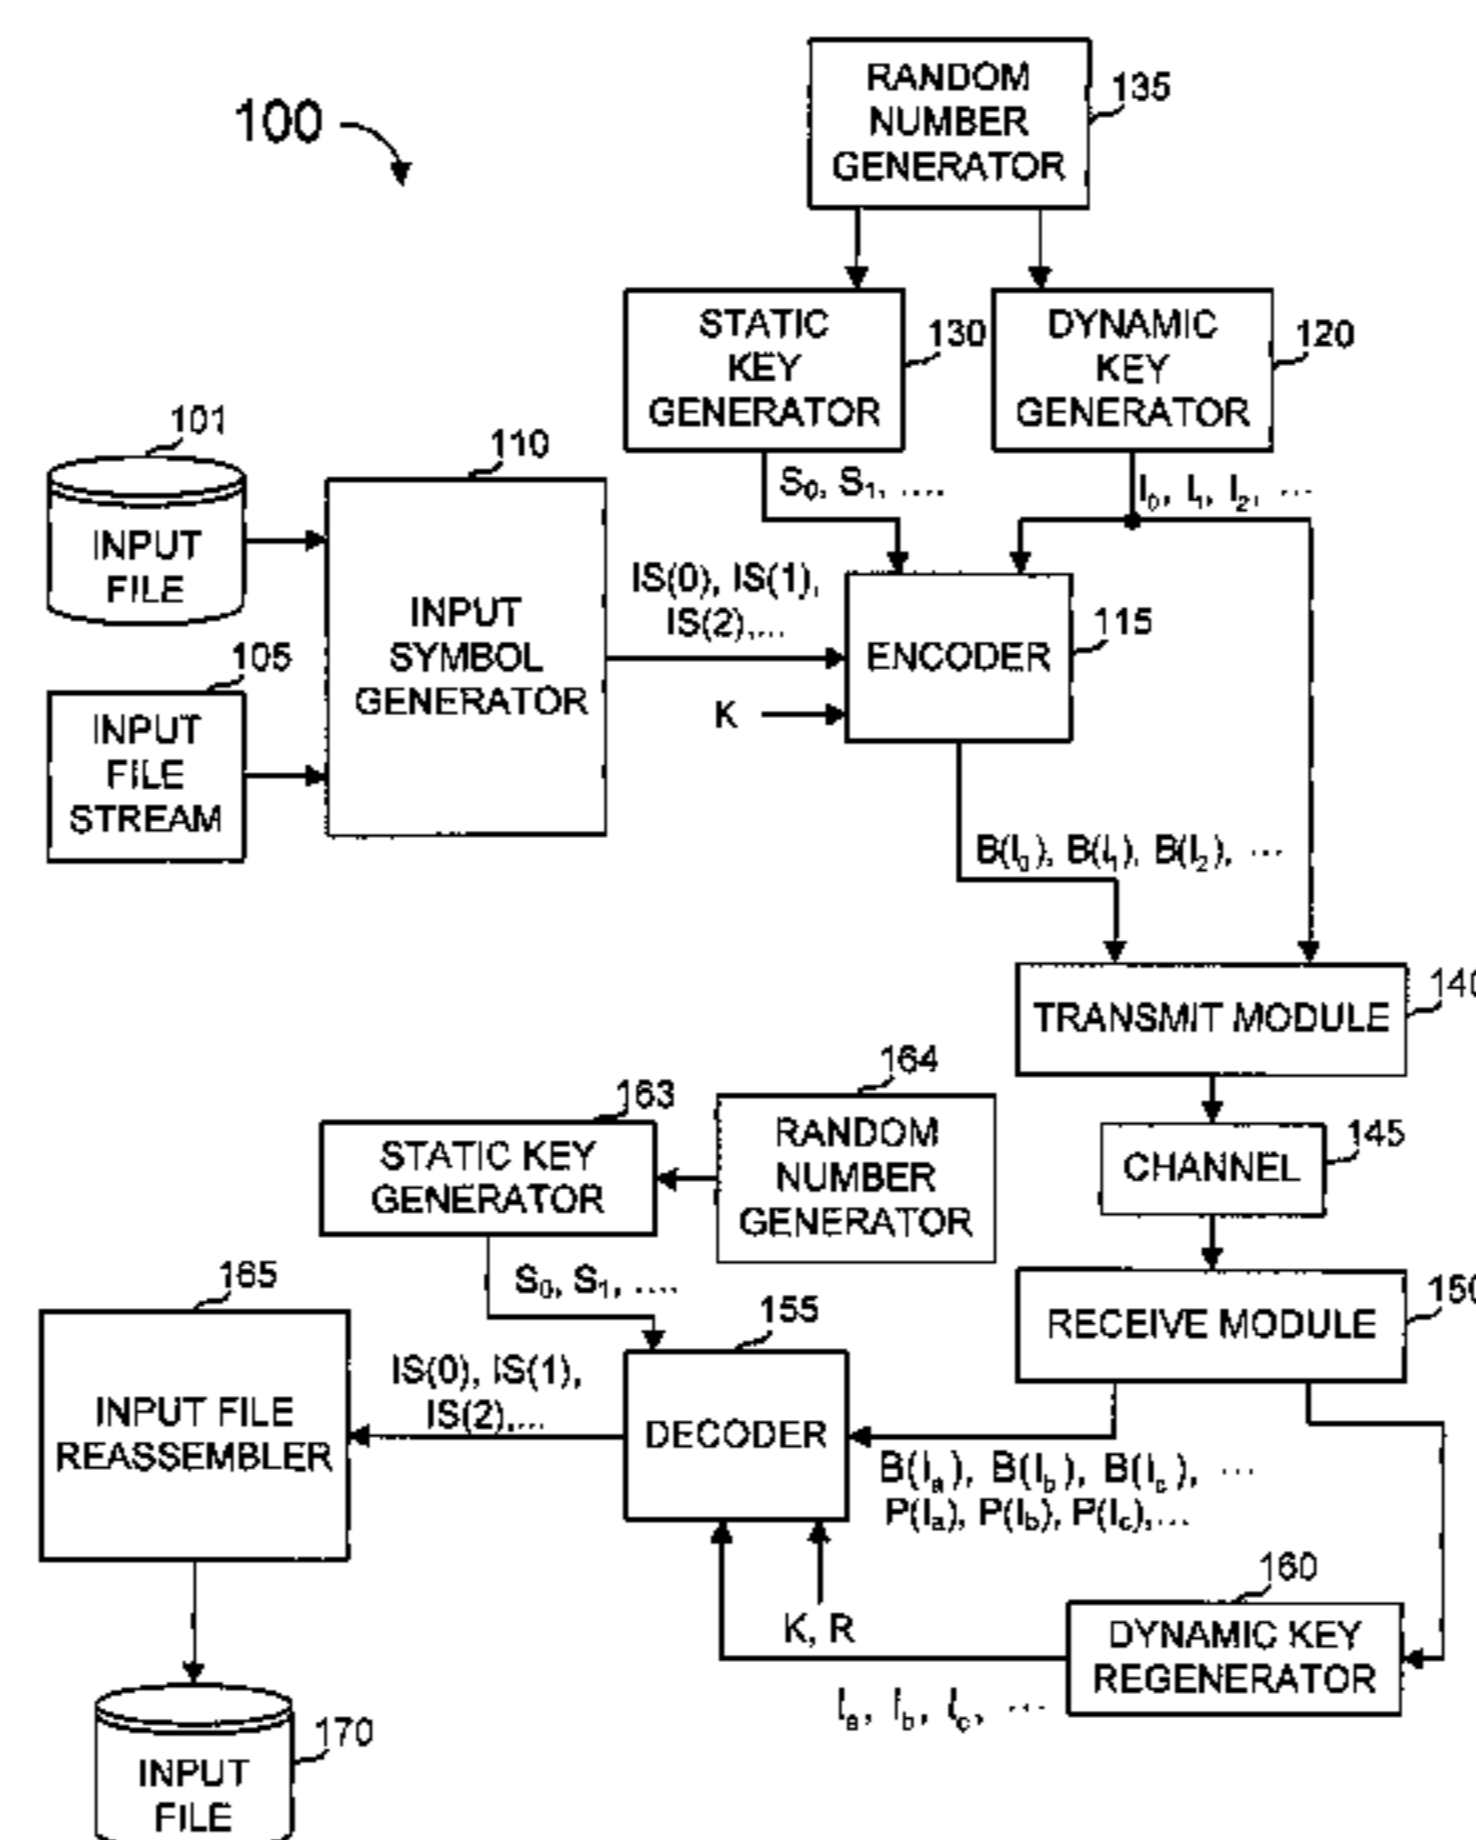 100
RANDOM
NUMBER
GENERATOR
135
STATIC
KEY
GENERATOR
130
DYNAMIC
KEY
GENERATOR
120
101
INPUT
FILE
105
INPUT
FILE
STREAM
110
INPUT
SYMBOL
GENERATOR
S₀, S₁, ....
I₀, I₁, I₂, ...
IS(0), IS(1),
IS(2),...
K
ENCODER
115
B(I₀), B(I₁), B(I₂), ...
TRANSMIT MODULE
140
CHANNEL
145
RECEIVE MODULE
150
164
RANDOM
NUMBER
GENERATOR
163
STATIC KEY
GENERATOR
S₀, S₁, ....
155
DECODER
165
INPUT FILE
REASSEMBLER
IS(0), IS(1),
IS(2),...
B(Iₐ), B(I_b), B(I_c), ...
P(Iₐ), P(I_b), P(I_c),...
K, R
160
DYNAMIC KEY
REGENERATOR
Iₐ, I_b, I_c, ...
170
INPUT
FILE